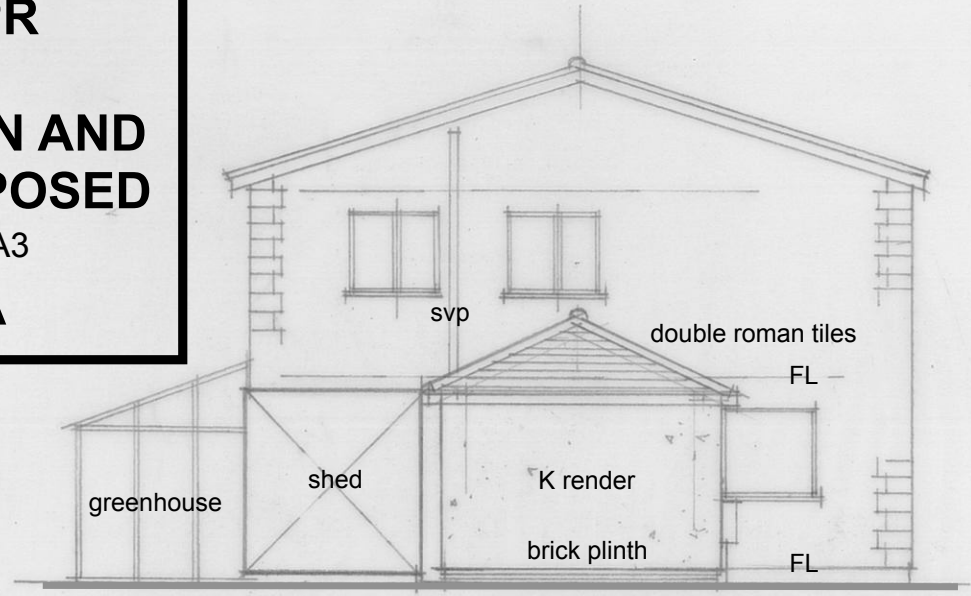 N AND
POSED
A3
svp
double roman tiles
FL
shed
K render
greenhouse
brick plinth
FL